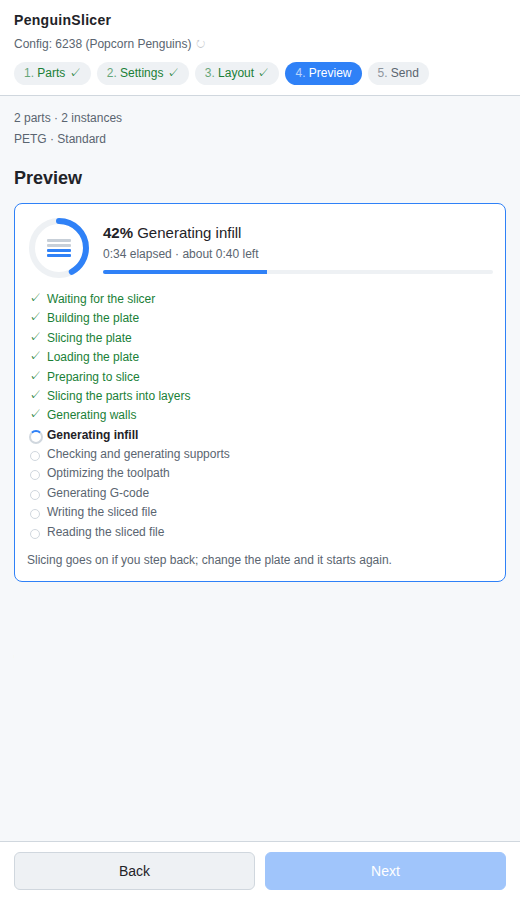 PenguinSlicer
Config: 6238 (Popcorn Penguins)
1. Parts ✓ 2. Settings ✓ 3. Layout ✓ 4. Preview 5. Send
2 parts · 2 instances
PETG · Standard
Preview
42% Generating infill
0:34 elapsed · about 0:40 left
✓ Waiting for the slicer
✓ Building the plate
✓ Slicing the plate
✓ Loading the plate
✓ Preparing to slice
✓ Slicing the parts into layers
✓ Generating walls
Generating infill
Checking and generating supports
Optimizing the toolpath
Generating G-code
Writing the sliced file
Reading the sliced file
Slicing goes on if you step back; change the plate and it starts again.
Back Next